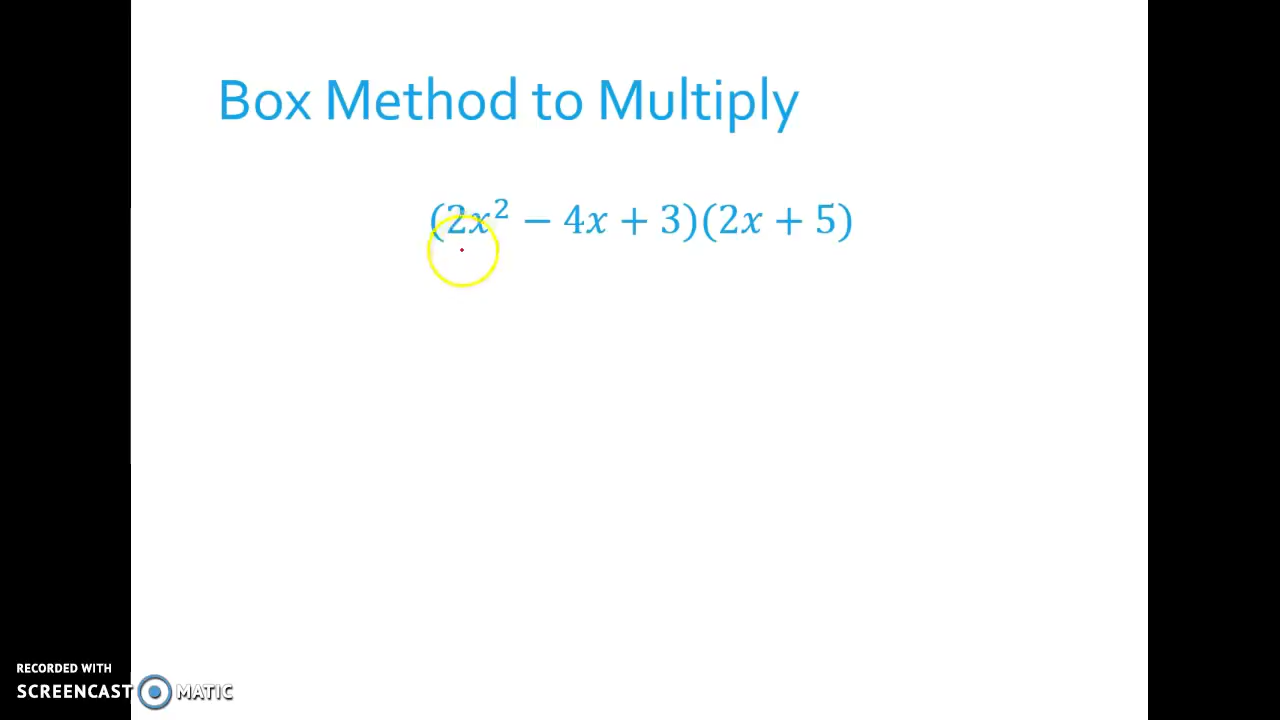 Box Method to Multiply
(2x² − 4x + 3)(2x + 5)
RECORDED WITH
SCREENCAST MATIC